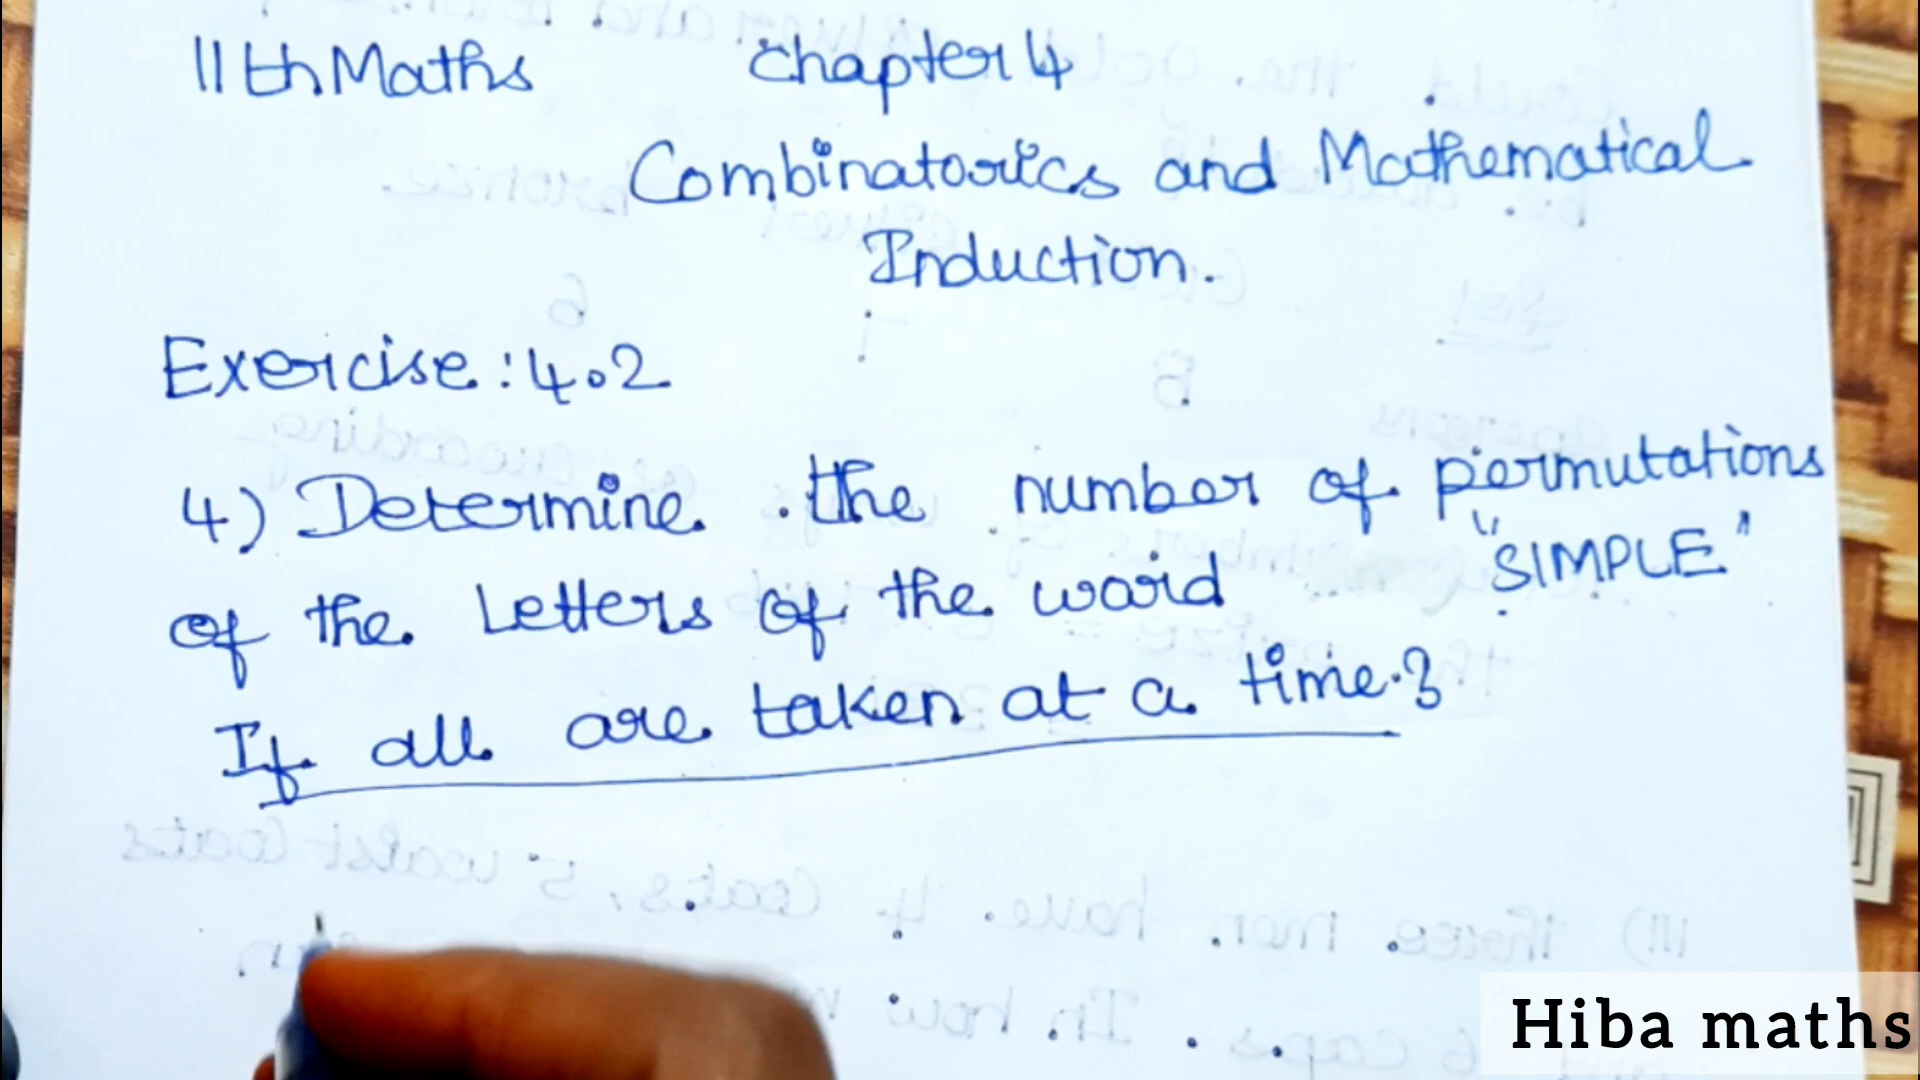 11th Maths Chapter 4
Combinatorics and Mathematical
Induction.
Exercise: 4.2
4) Determine the number of permutations
of the Letters of the word "SIMPLE"
If all are taken at a time.?
Hiba maths